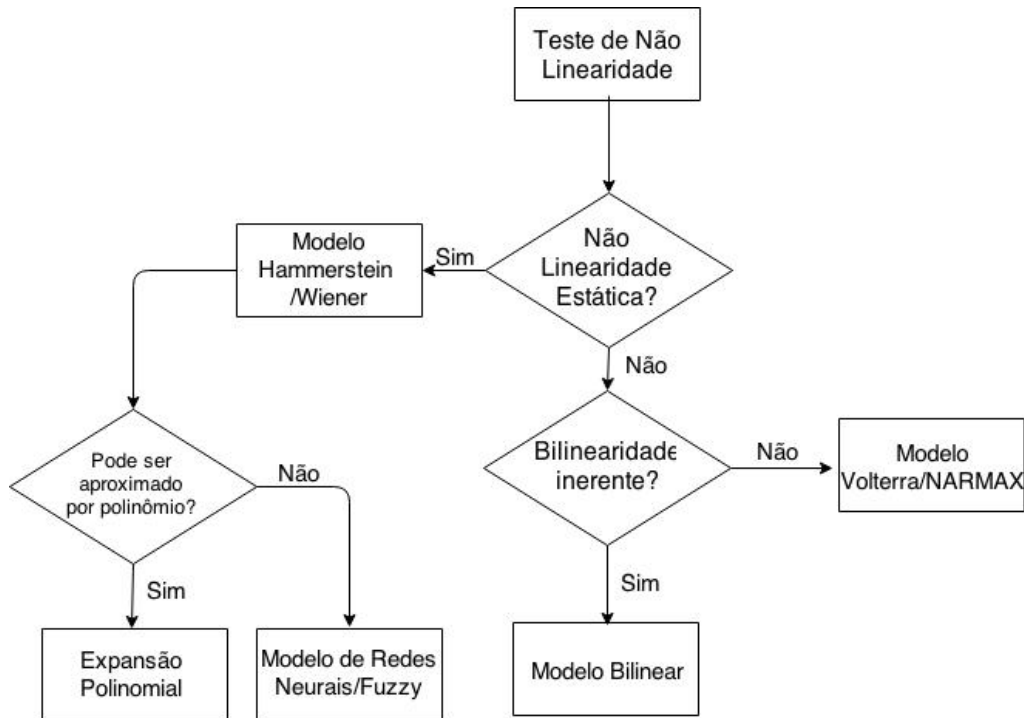 Teste de Não
Linearidade
Não
Linearidade
Estática?
Sim
Modelo
Hammerstein
/Wiener
Não
Bilinearidade
inerente?
Não
Modelo
Volterra/NARMAX
Pode ser
aproximado
por polinômio?
Não
Sim
Sim
Expansão
Polinomial
Modelo de Redes
Neurais/Fuzzy
Modelo Bilinear